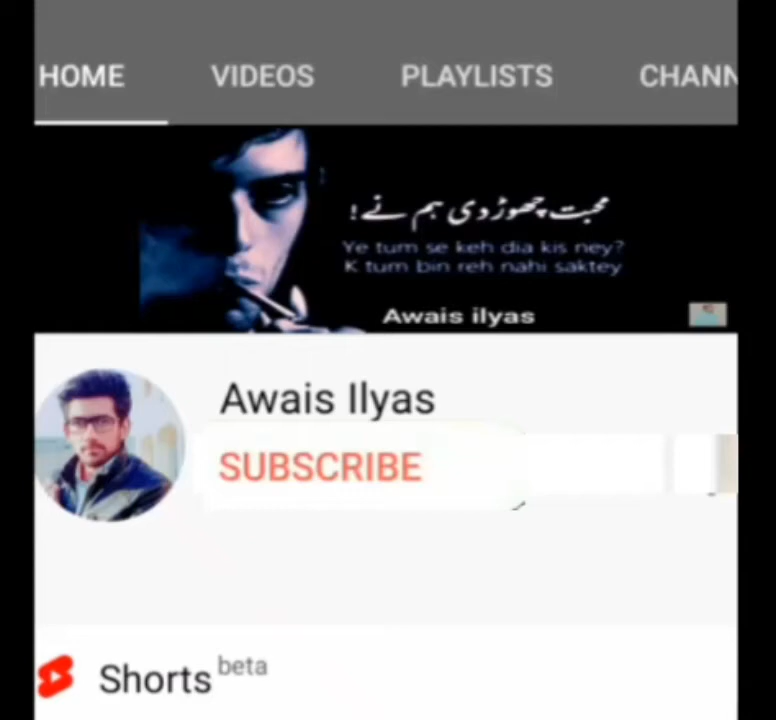 HOME VIDEOS PLAYLISTS CHANN
محبت چھوڑ دی ہم نے!
Ye tum se keh dia kis ney?
K tum bin reh nahi saktey
Awais ilyas
Awais Ilyas
SUBSCRIBE
Shorts beta